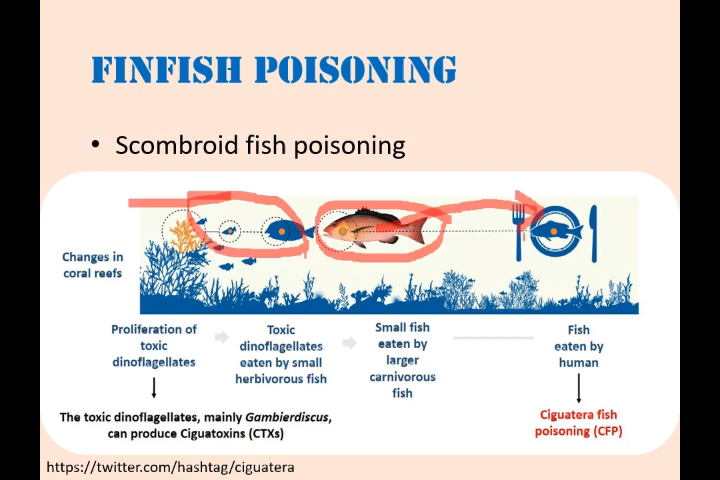 FINFISH POISONING
• Scombroid fish poisoning
Changes in
coral reefs
Proliferation of
toxic
dinoflagellates
Toxic
dinoflagellates
eaten by small
herbivorous fish
Small fish
eaten by
larger
carnivorous
fish
Fish
eaten by
human
The toxic dinoflagellates, mainly Gambierdiscus,
can produce Ciguatoxins (CTXs)
Ciguatera fish
poisoning (CFP)
https://twitter.com/hashtag/ciguatera